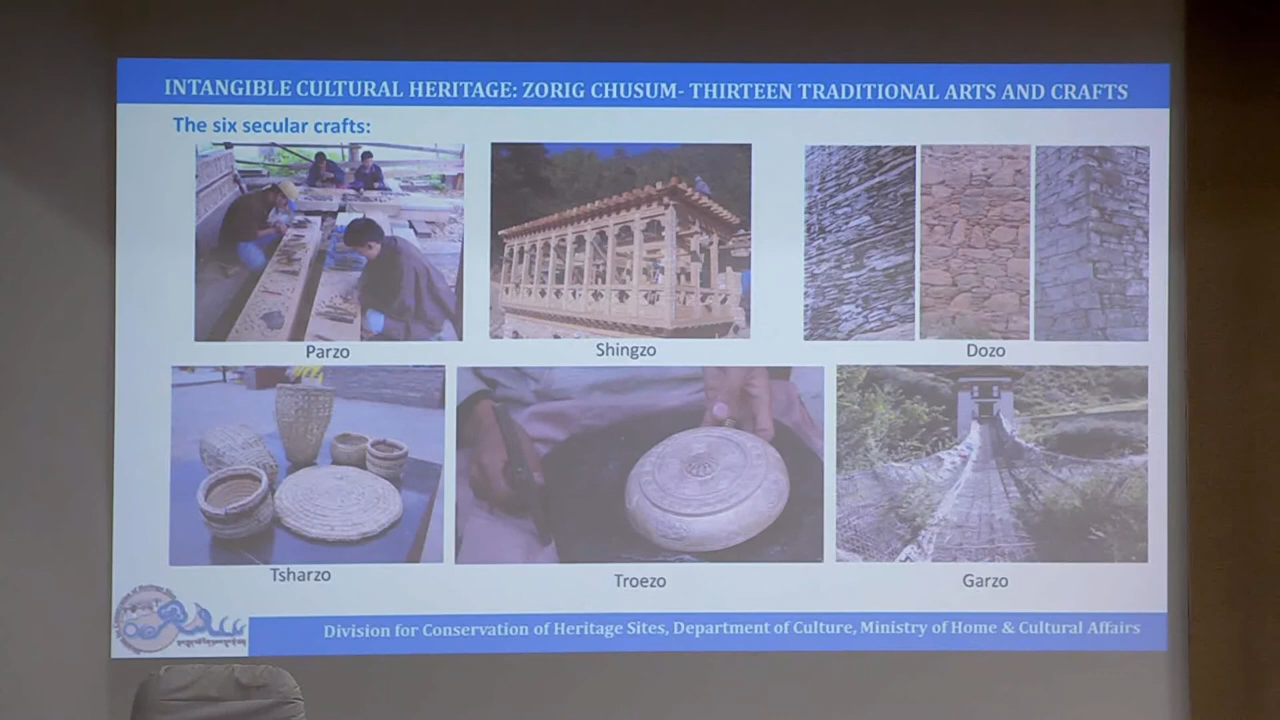 INTANGIBLE CULTURAL HERITAGE: ZORIG CHUSUM- THIRTEEN TRADITIONAL ARTS AND CRAFTS
The six secular crafts:
Parzo
Shingzo
Dozo
Tsharzo
Troezo
Garzo
Division for Conservation of Heritage Sites, Department of Culture, Ministry of Home & Cultural Affairs